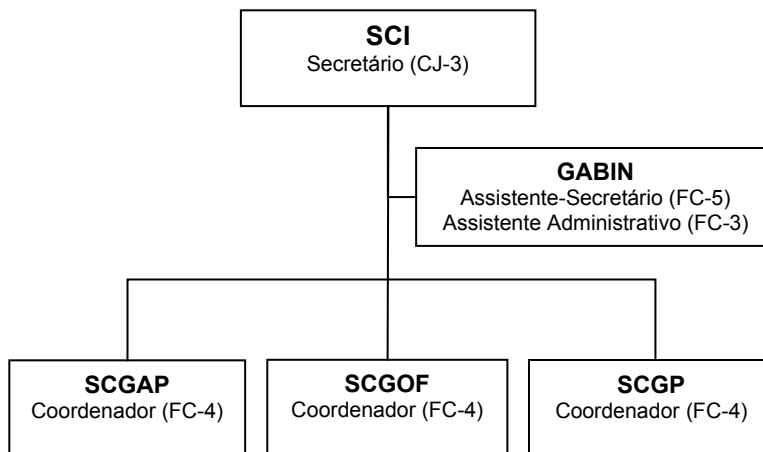 SCI
Secretário (CJ-3)
GABIN
Assistente-Secretário (FC-5)
Assistente Administrativo (FC-3)
SCGAP
Coordenador (FC-4)
SCGOF
Coordenador (FC-4)
SCGP
Coordenador (FC-4)